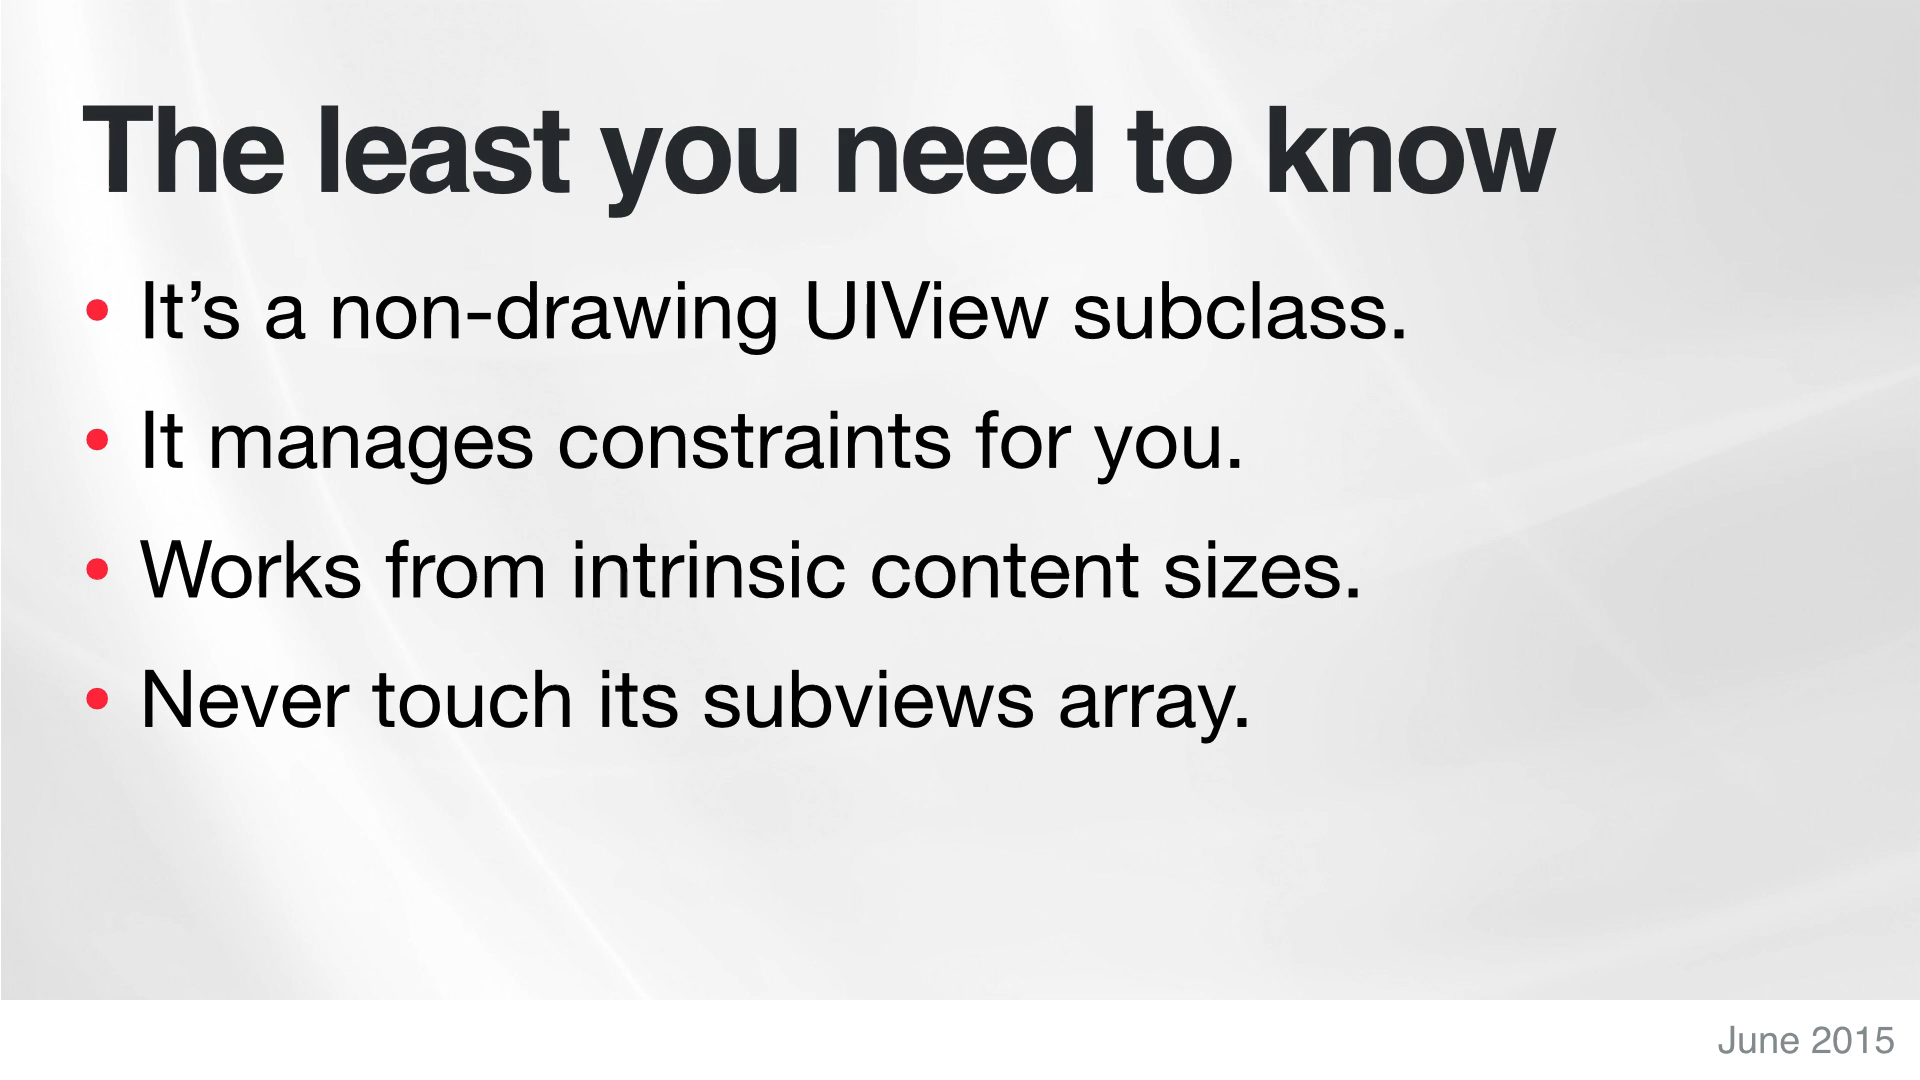 The least you need to know
• It’s a non-drawing UIView subclass.
• It manages constraints for you.
• Works from intrinsic content sizes.
• Never touch its subviews array.
June 2015